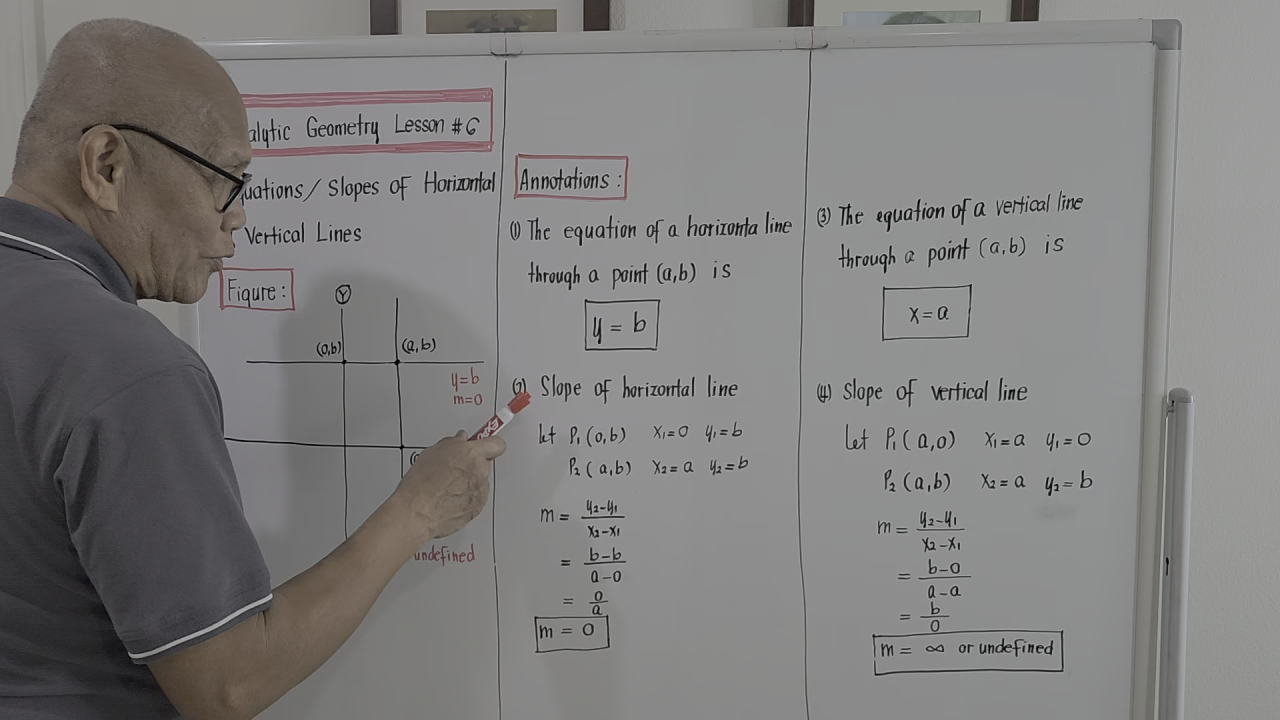 alytic Geometry Lesson #6
uations/Slopes of Horizontal
Vertical Lines
Figure:
Y
(0,b)
(a,b)
y=b
m=0
undefined
Annotations:
(1) The equation of a horizonta line
through a point (a,b) is
y = b
(2) Slope of horizontal line
let P₁(0,b) X₁=0 y₁=b
P₂(a,b) X₂=a y₂=b
m = y₂-y₁
x₂-x₁
= b-b
a-0
= 0
a
m = 0
(3) The equation of a vertical line
through a point (a,b) is
x=a
(4) Slope of vertical line
Let P₁(a,0) X₁=a y₁=0
P₂(a,b) X₂=a y₂=b
m = y₂-y₁
X₂-X₁
= b-0
a-a
= b
0
m = ∞ or undefined
EXPO